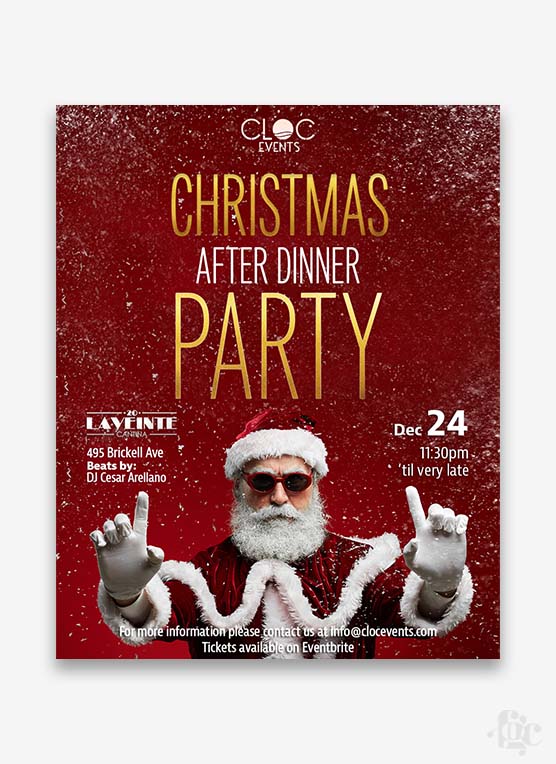 CLOC
EVENTS
CHRISTMAS
AFTER DINNER
PARTY
20
LAVEINTE
CANTINA
495 Brickell Ave
Beats by:
DJ Cesar Arellano
Dec 24
11:30pm
'til very late
For more information please contact us at info@clocevents.com
Tickets available on Eventbrite